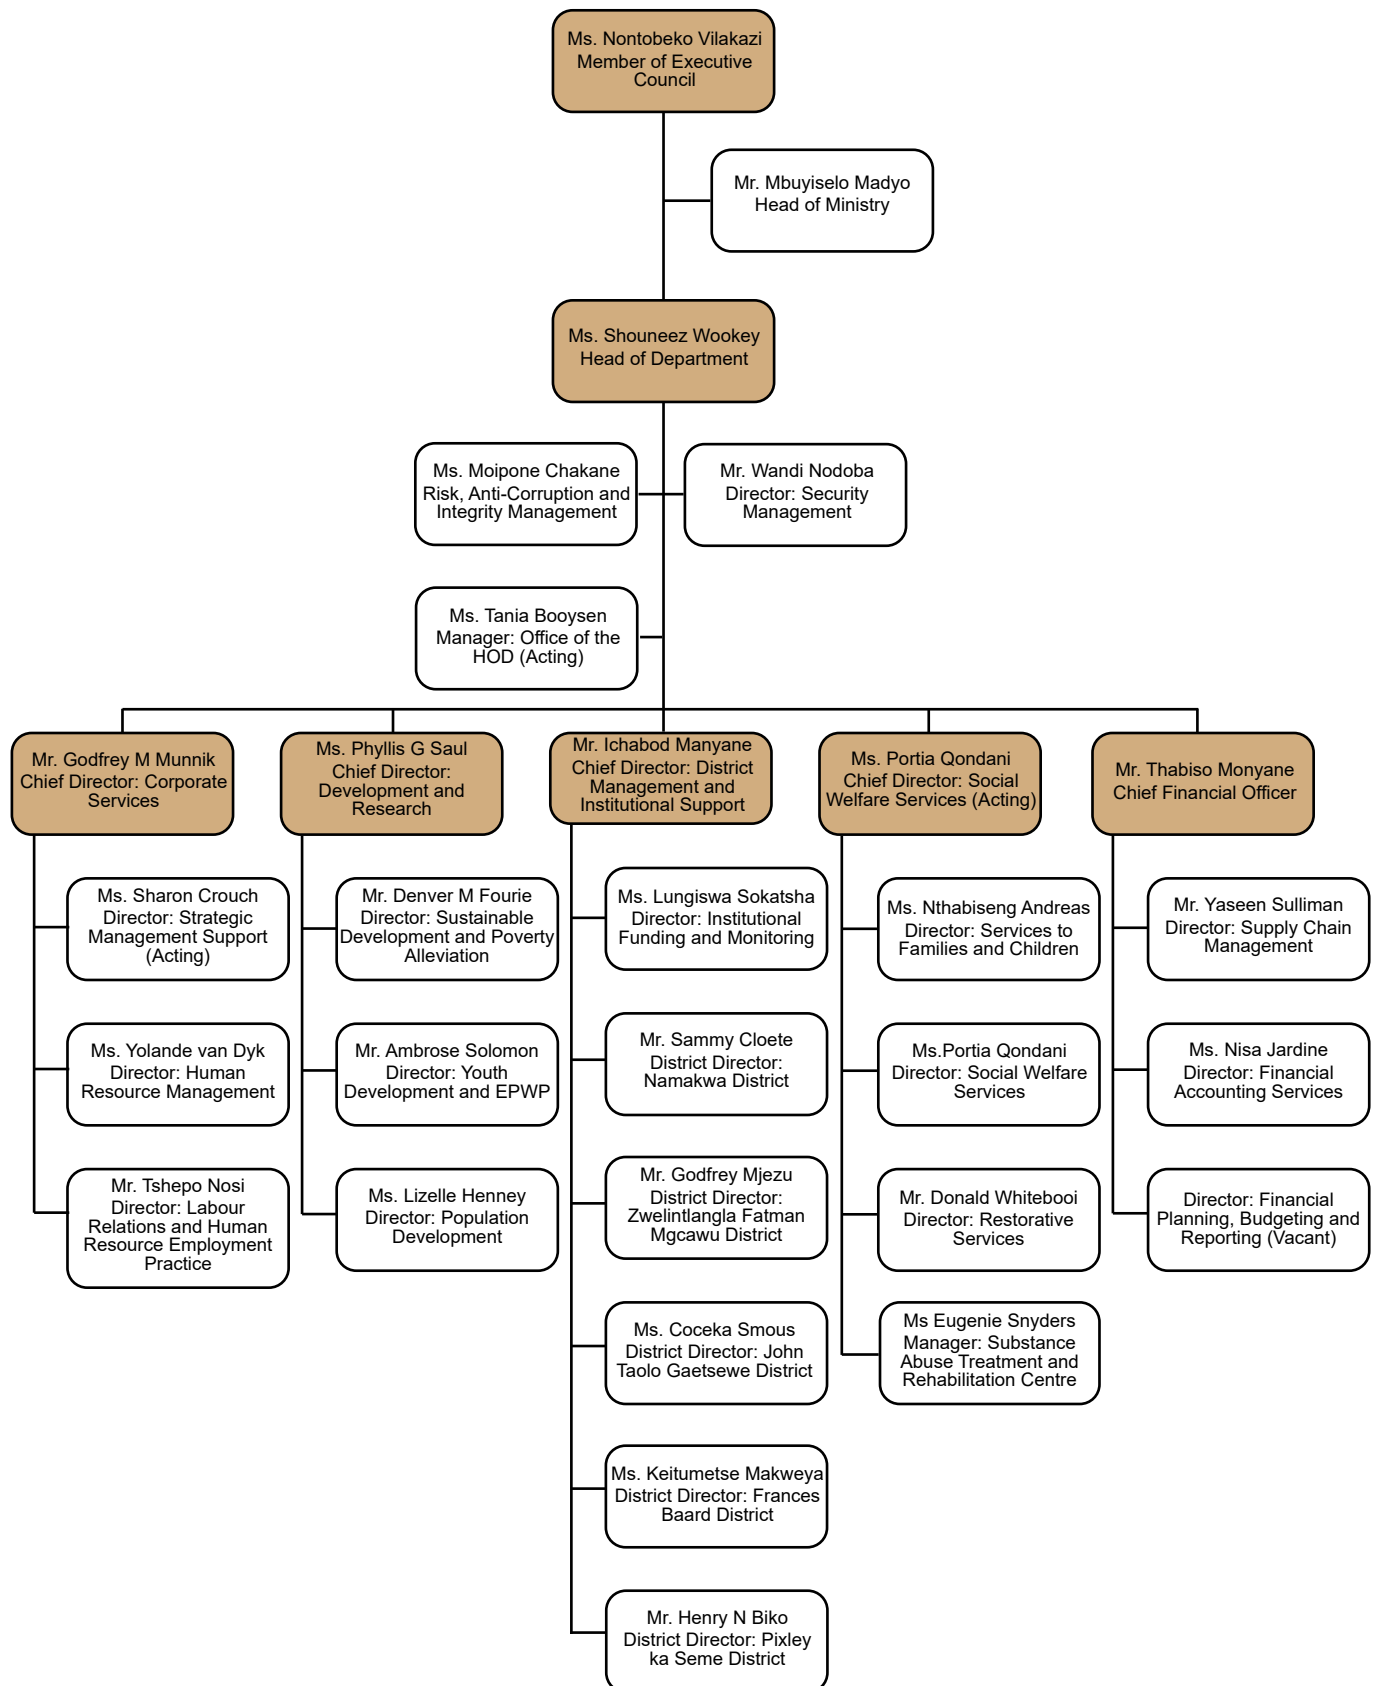 Ms. Nontobeko Vilakazi
Member of Executive
Council
Mr. Mbuyiselo Madyo
Head of Ministry
Ms. Shouneez Wookey
Head of Department
Ms. Moipone Chakane
Risk, Anti-Corruption and
Integrity Management
Mr. Wandi Nodoba
Director: Security
Management
Ms. Tania Booysen
Manager: Office of the
HOD (Acting)
Mr. Godfrey M Munnik
Chief Director: Corporate
Services
Ms. Phyllis G Saul
Chief Director:
Development and
Research
Mr. Ichabod Manyane
Chief Director: District
Management and
Institutional Support
Ms. Portia Qondani
Chief Director: Social
Welfare Services (Acting)
Mr. Thabiso Monyane
Chief Financial Officer
Ms. Sharon Crouch
Director: Strategic
Management Support
(Acting)
Ms. Yolande van Dyk
Director: Human
Resource Management
Mr. Tshepo Nosi
Director: Labour
Relations and Human
Resource Employment
Practice
Mr. Denver M Fourie
Director: Sustainable
Development and Poverty
Alleviation
Mr. Ambrose Solomon
Director: Youth
Development and EPWP
Ms. Lizelle Henney
Director: Population
Development
Ms. Lungiswa Sokatsha
Director: Institutional
Funding and Monitoring
Mr. Sammy Cloete
District Director:
Namakwa District
Mr. Godfrey Mjezu
District Director:
Zwelintlangla Fatman
Mgcawu District
Ms. Coceka Smous
District Director: John
Taolo Gaetsewe District
Ms. Keitumetse Makweya
District Director: Frances
Baard District
Mr. Henry N Biko
District Director: Pixley
ka Seme District
Ms. Nthabiseng Andreas
Director: Services to
Families and Children
Ms.Portia Qondani
Director: Social Welfare
Services
Mr. Donald Whitebooi
Director: Restorative
Services
Ms Eugenie Snyders
Manager: Substance
Abuse Treatment and
Rehabilitation Centre
Mr. Yaseen Sulliman
Director: Supply Chain
Management
Ms. Nisa Jardine
Director: Financial
Accounting Services
Director: Financial
Planning, Budgeting and
Reporting (Vacant)